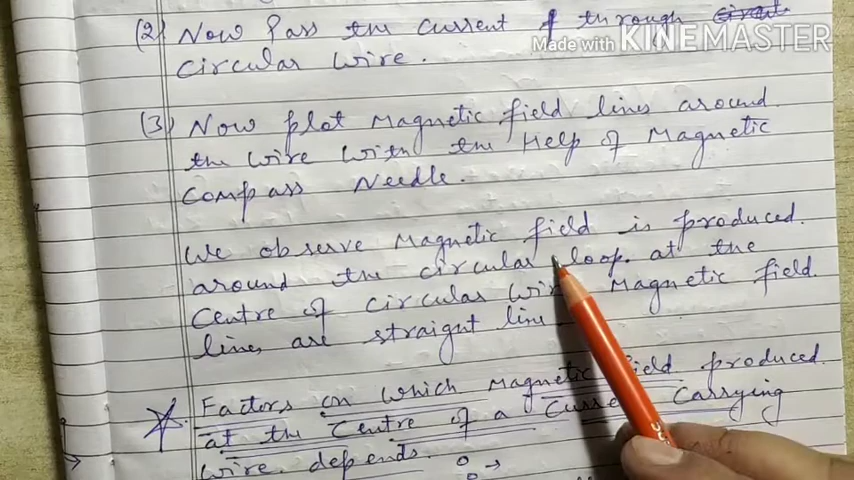 (2) Now Pass the Current I through
Made with KINEMASTER
circular wire.
(3) Now plot Magnetic field lines around
the wire with the Help of Magnetic
Compass Needle.
We observe Magnetic field is produced
around the circular loop. at the
Centre of circular wire Magnetic field
lines are straight line
Factors on which Magnetic field produced
at the Centre of a Current Carrying
wire depends.